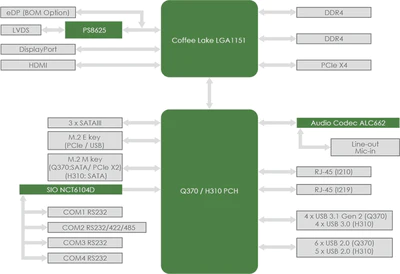 eDP (BOM Option)
LVDS
PS8625
DisplayPort
HDMI
Coffee Lake LGA1151
DDR4
DDR4
PCIe X4
3 x SATAIII
M.2 E key
(PCIe / USB)
M.2 M key
(Q370:SATA/ PCIe X2)
(H310: SATA)
SIO NCT6104D
COM1 RS232
COM2 RS232/422/485
COM3 RS232
COM4 RS232
Q370 / H310 PCH
Audio Codec ALC662
Line-out
Mic-in
RJ-45 (I210)
RJ-45 (I219)
4 x USB 3.1 Gen 2 (Q370)
4 x USB 3.0 (H310)
6 x USB 2.0 (Q370)
5 x USB 2.0 (H310)